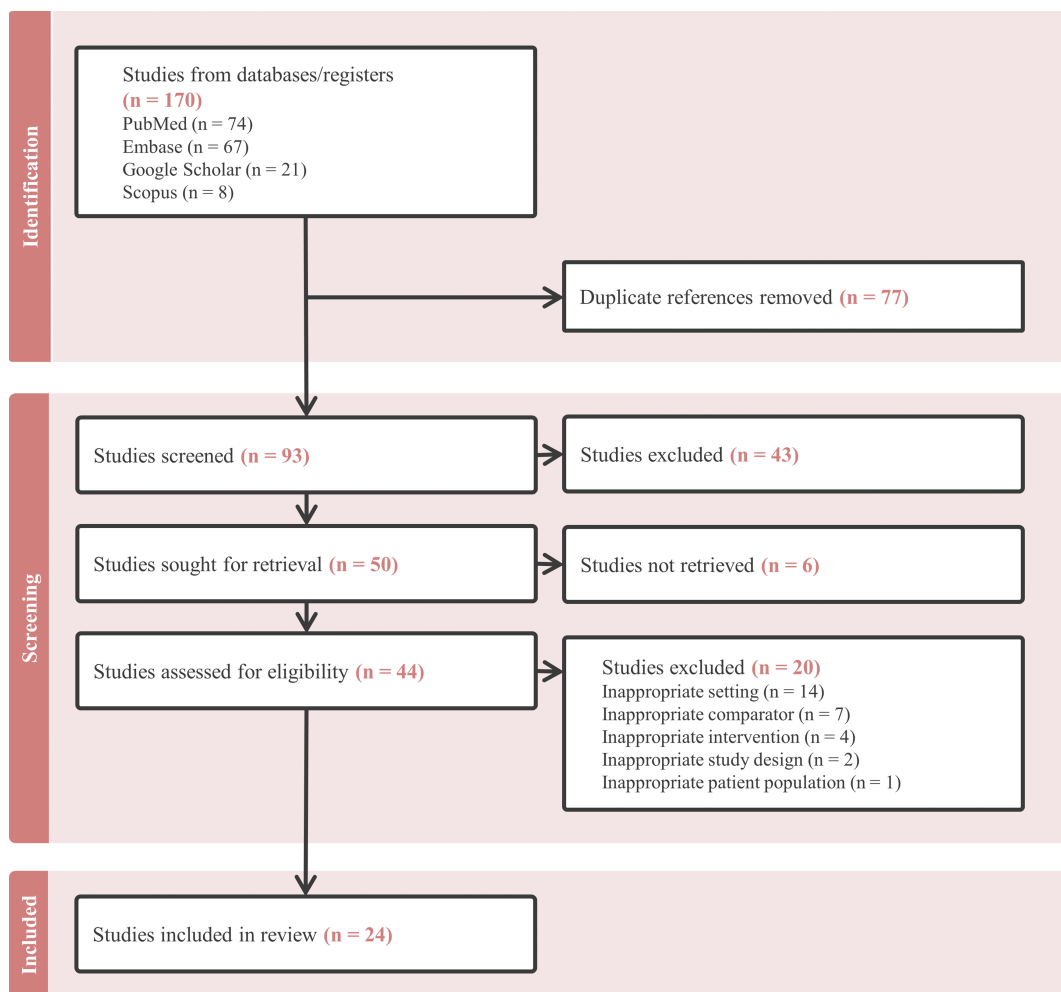 Identification
Studies from databases/registers
(n = 170)
PubMed (n = 74)
Embase (n = 67)
Google Scholar (n = 21)
Scopus (n = 8)
Duplicate references removed (n = 77)
Screening
Studies screened (n = 93)
Studies excluded (n = 43)
Studies sought for retrieval (n = 50)
Studies not retrieved (n = 6)
Studies assessed for eligibility (n = 44)
Studies excluded (n = 20)
Inappropriate setting (n = 14)
Inappropriate comparator (n = 7)
Inappropriate intervention (n = 4)
Inappropriate study design (n = 2)
Inappropriate patient population (n = 1)
Included
Studies included in review (n = 24)